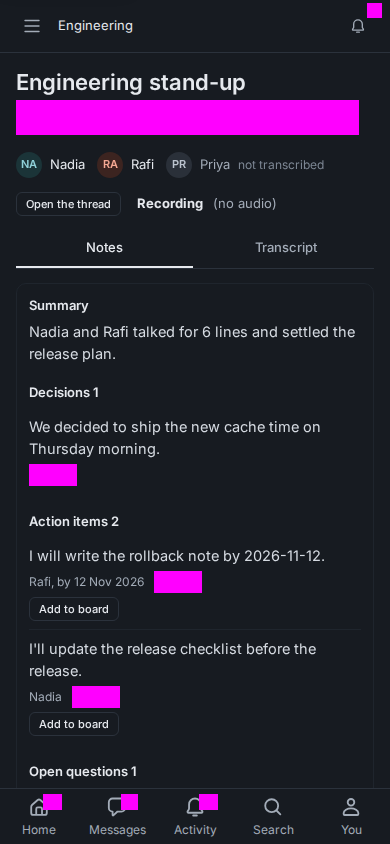 Engineering
Engineering stand-up
NA Nadia RA Rafi PR Priya not transcribed
Open the thread Recording (no audio)
Notes Transcript
Summary
Nadia and Rafi talked for 6 lines and settled the
release plan.
Decisions 1
We decided to ship the new cache time on
Thursday morning.
Action items 2
I will write the rollback note by 2026-11-12.
Rafi, by 12 Nov 2026
Add to board
I'll update the release checklist before the
release.
Nadia
Add to board
Open questions 1
Home Messages Activity Search You